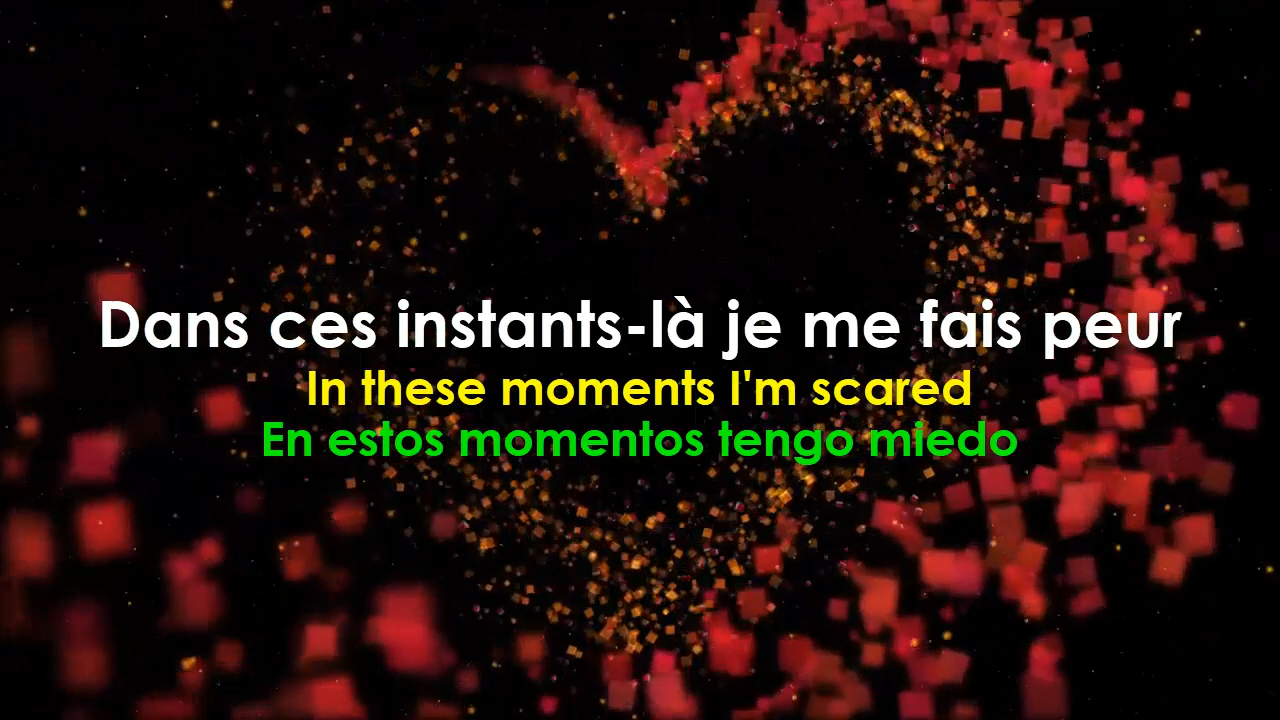 Dans ces instants-là je me fais peur
In these moments I'm scared
En estos momentos tengo miedo